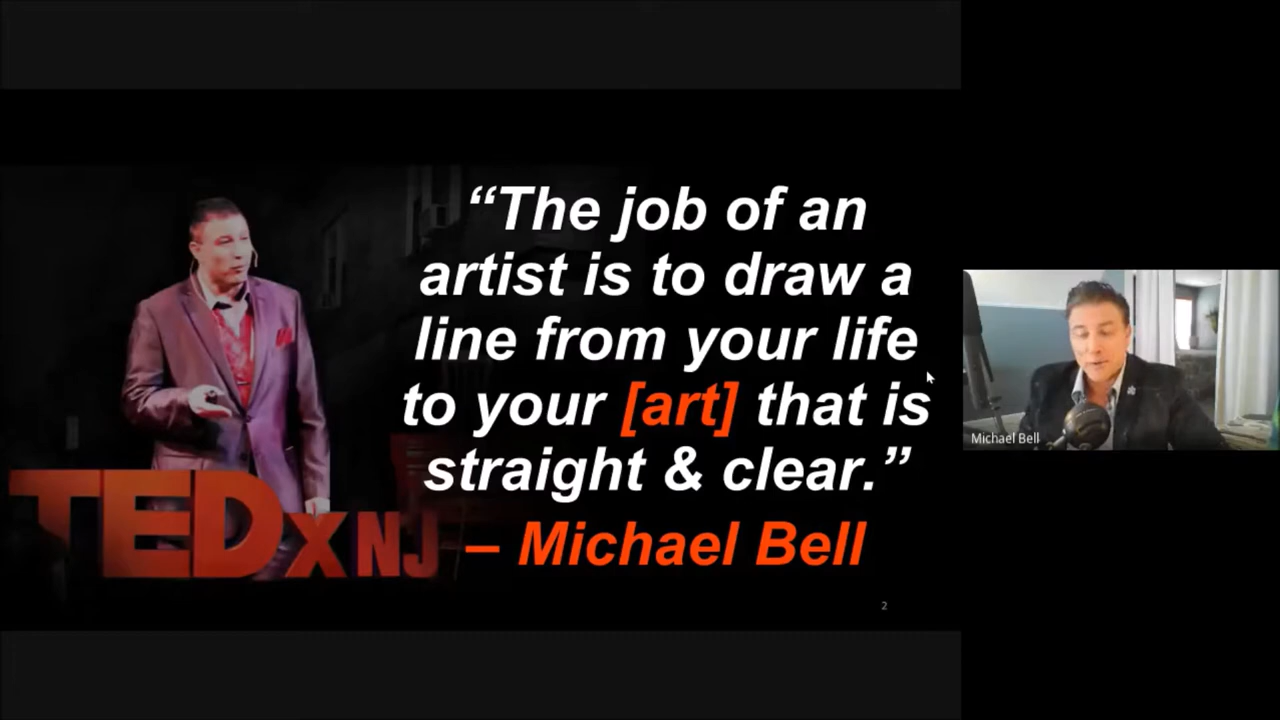 “The job of an
artist is to draw a
line from your life
to your [art] that is
straight & clear.”
– Michael Bell
TEDxNJ
2
Michael Bell